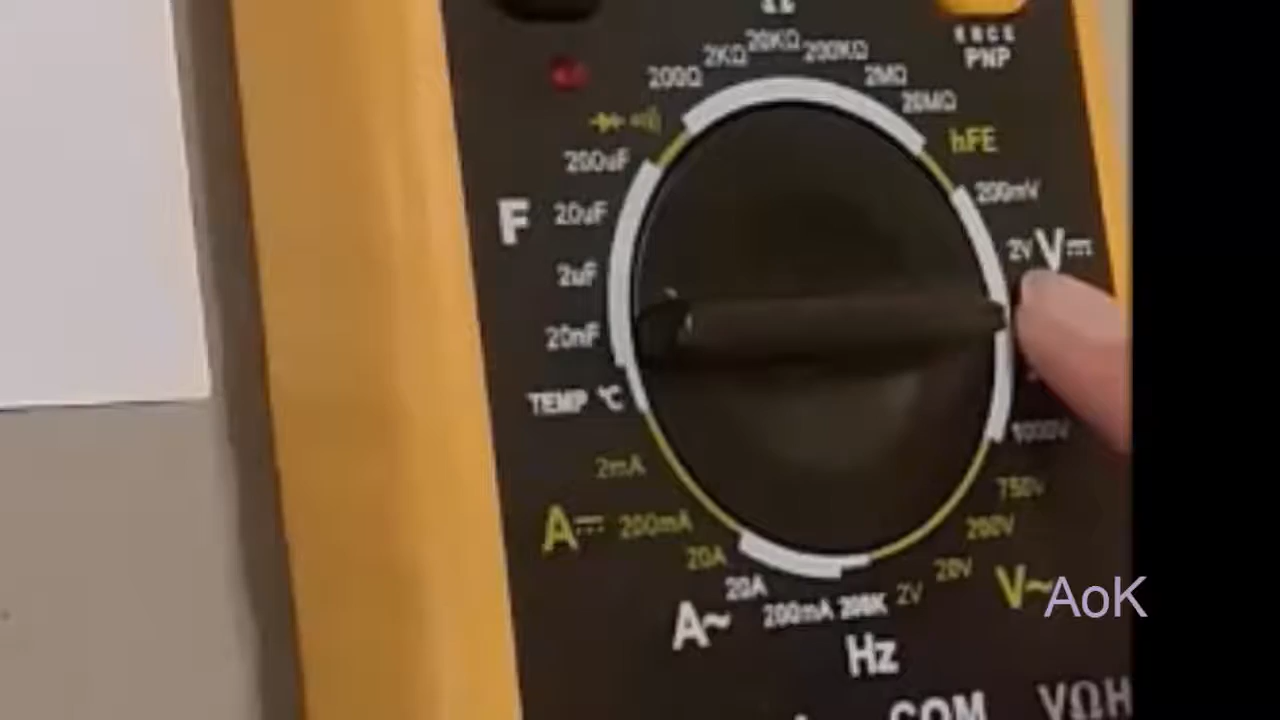 200Ω 2KΩ 20KΩ 200KΩ 2MΩ 20MΩ
E B C E
PNP
hFE
200uF
20uF
F
2uF
20nF
TEMP °C
200mV
2V
V
1000V
750V
200V
20V
2V
V~
2mA
200mA
20A
A
20A
200mA
A~
200K
Hz
COM
VΩH
AoK